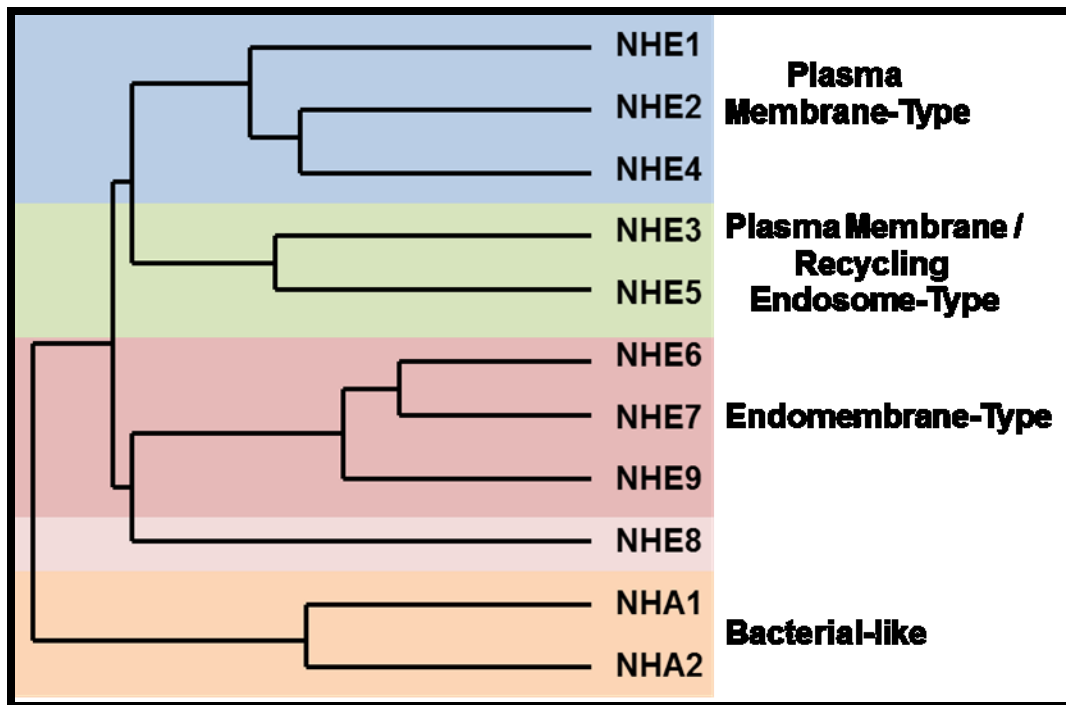 NHE1
Plasma
Membrane-Type
NHE2
NHE4
NHE3
Plasma Membrane /
Recycling
Endosome-Type
NHE5
NHE6
NHE7
Endomembrane-Type
NHE9
NHE8
NHA1
Bacterial-like
NHA2